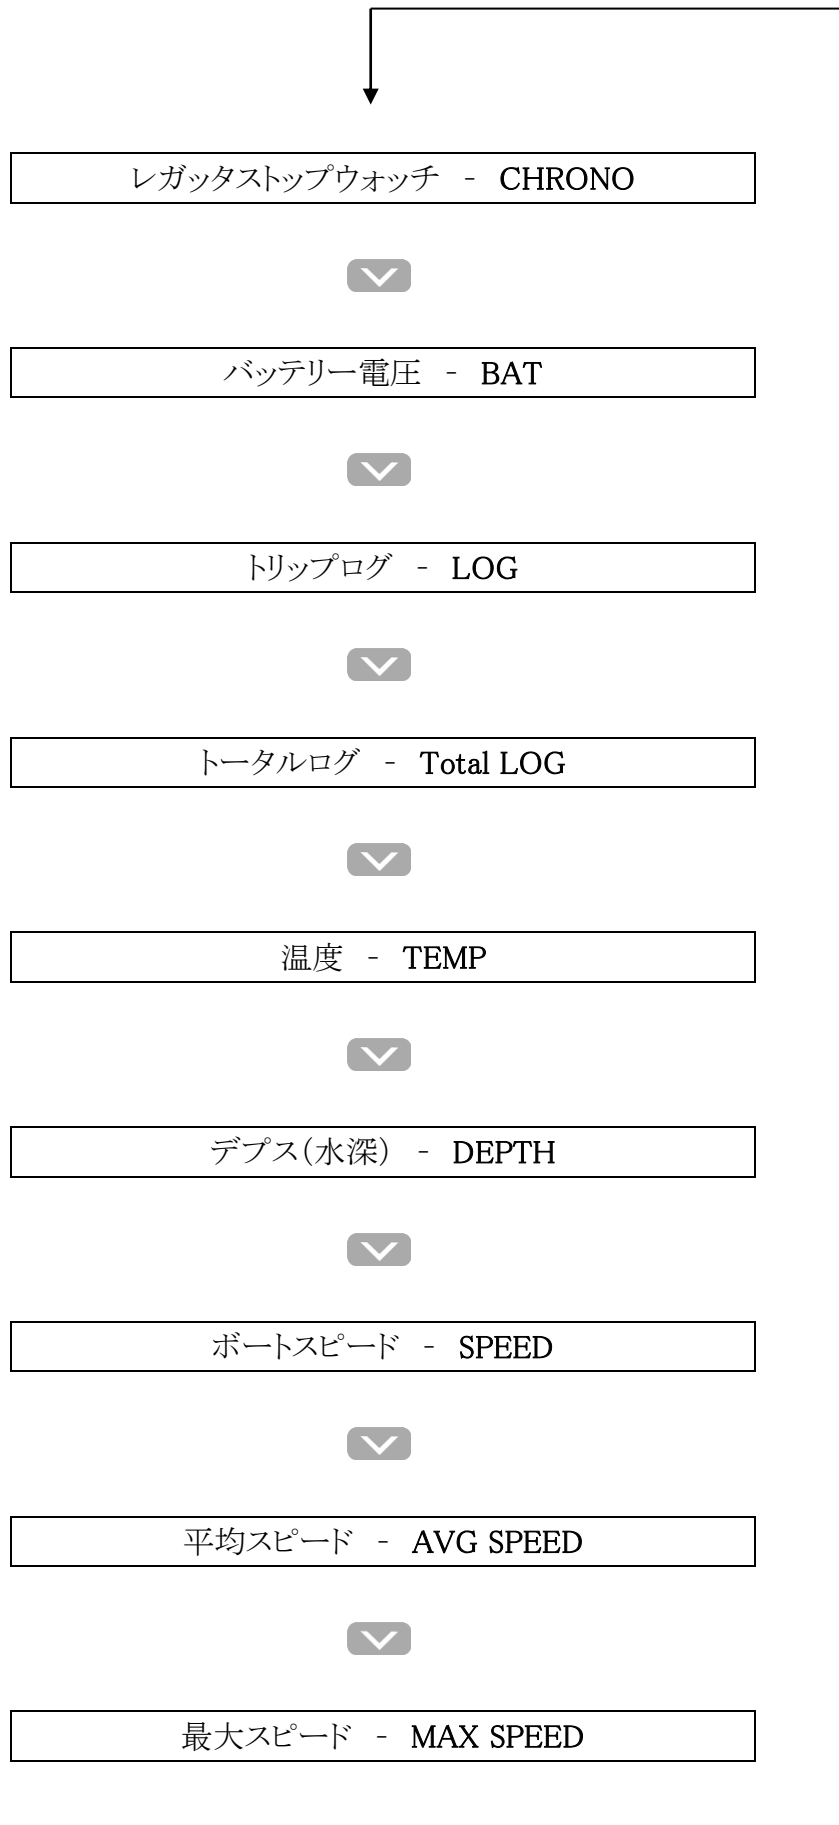 レガッタストップウォッチ － CHRONO
バッテリー電圧 － BAT
トリップログ － LOG
トータルログ － Total LOG
温度 － TEMP
デプス（水深） － DEPTH
ボートスピード － SPEED
平均スピード － AVG SPEED
最大スピード － MAX SPEED